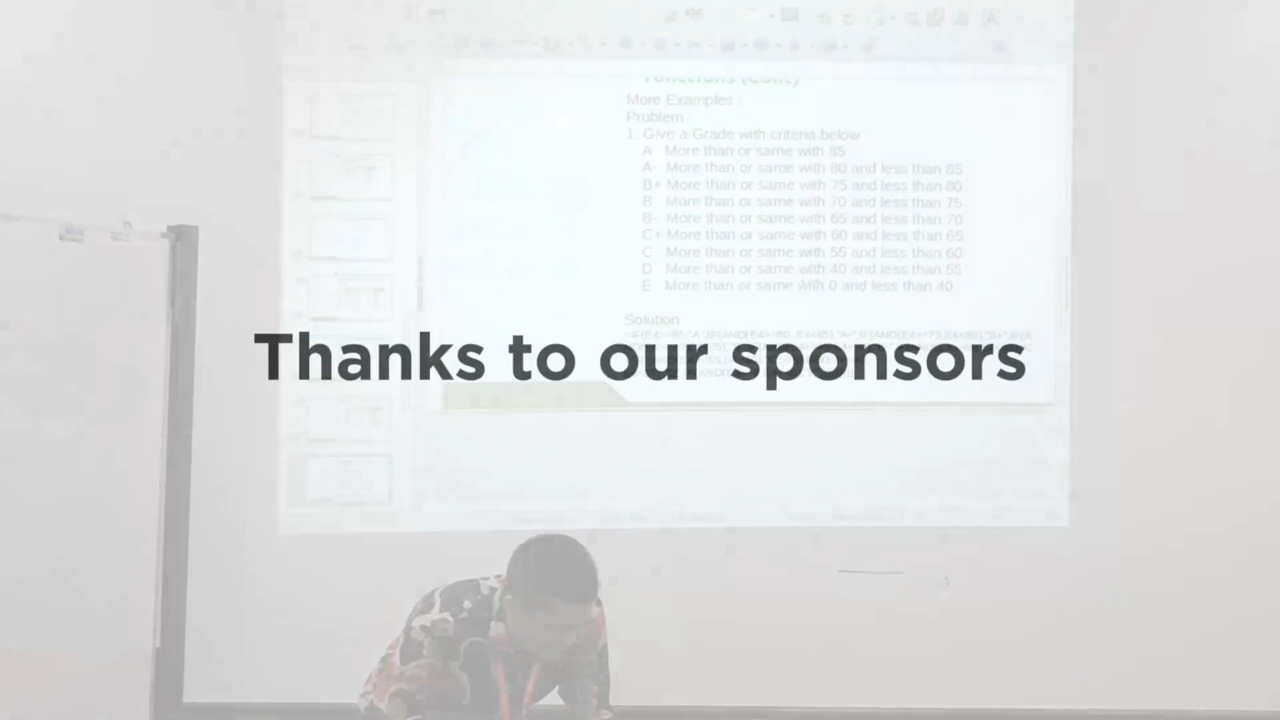 Functions (Cont)
More Examples :
Problem :
1. Give a Grade with criteria below
A More than or same with 85
A- More than or same with 80 and less than 85
B+ More than or same with 75 and less than 80
B More than or same with 70 and less than 75
B- More than or same with 65 and less than 70
C+ More than or same with 60 and less than 65
C More than or same with 55 and less than 60
D More than or same with 40 and less than 55
E More than or same with 0 and less than 40
Solution
Thanks to our sponsors